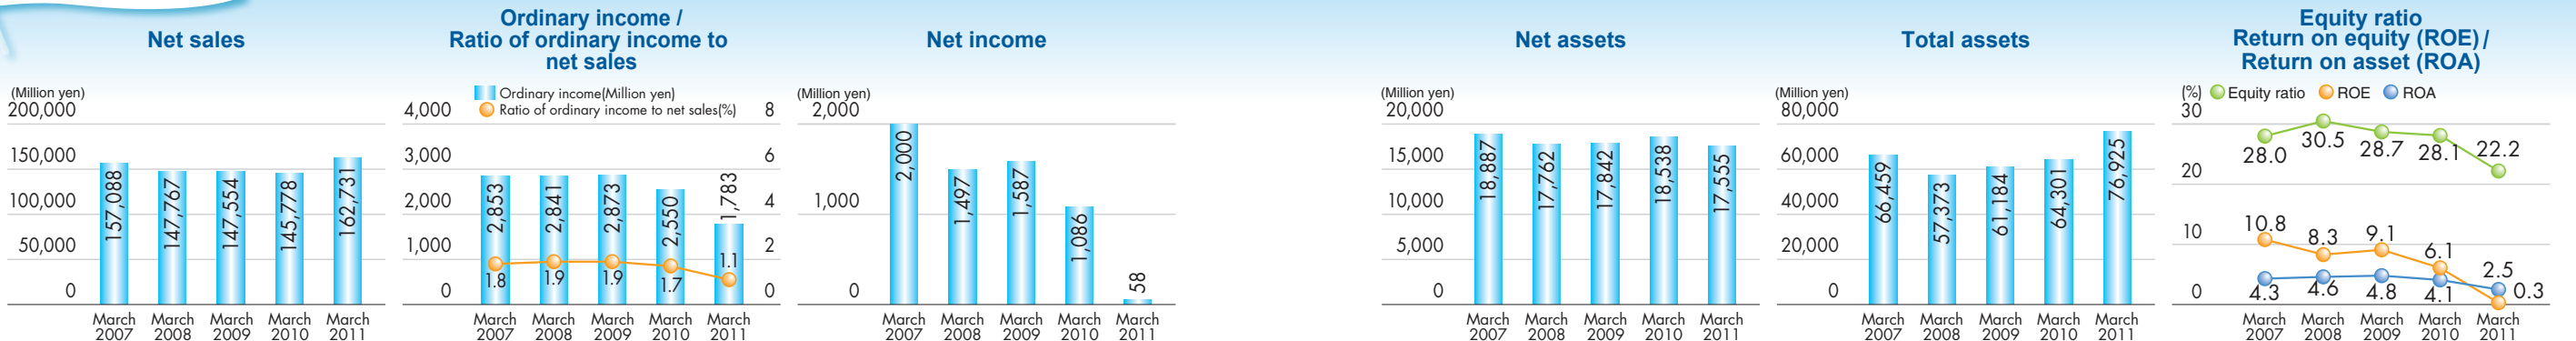 Net sales
(Million yen)
200,000
150,000
100,000
50,000
0
157,088
147,767
147,554
145,778
162,731
March 2007
March 2008
March 2009
March 2010
March 2011
Ordinary income /
Ratio of ordinary income to
net sales
Ordinary income(Million yen)
Ratio of ordinary income to net sales(%)
4,000
3,000
2,000
1,000
0
8
6
4
2
0
2,853
2,841
2,873
2,550
1,783
1.8
1.9
1.9
1.7
1.1
March 2007
March 2008
March 2009
March 2010
March 2011
Net income
(Million yen)
2,000
1,000
0
2,000
1,497
1,587
1,086
58
March 2007
March 2008
March 2009
March 2010
March 2011
Net assets
(Million yen)
20,000
15,000
10,000
5,000
0
18,887
17,762
17,842
18,538
17,555
March 2007
March 2008
March 2009
March 2010
March 2011
Total assets
(Million yen)
80,000
60,000
40,000
20,000
0
66,459
57,373
61,184
64,301
76,925
March 2007
March 2008
March 2009
March 2010
March 2011
Equity ratio
Return on equity (ROE) /
Return on asset (ROA)
(%)
Equity ratio
ROE
ROA
30
20
10
0
28.0
30.5
28.7
28.1
22.2
10.8
8.3
9.1
6.1
0.3
4.3
4.6
4.8
4.1
2.5
March 2007
March 2008
March 2009
March 2010
March 2011